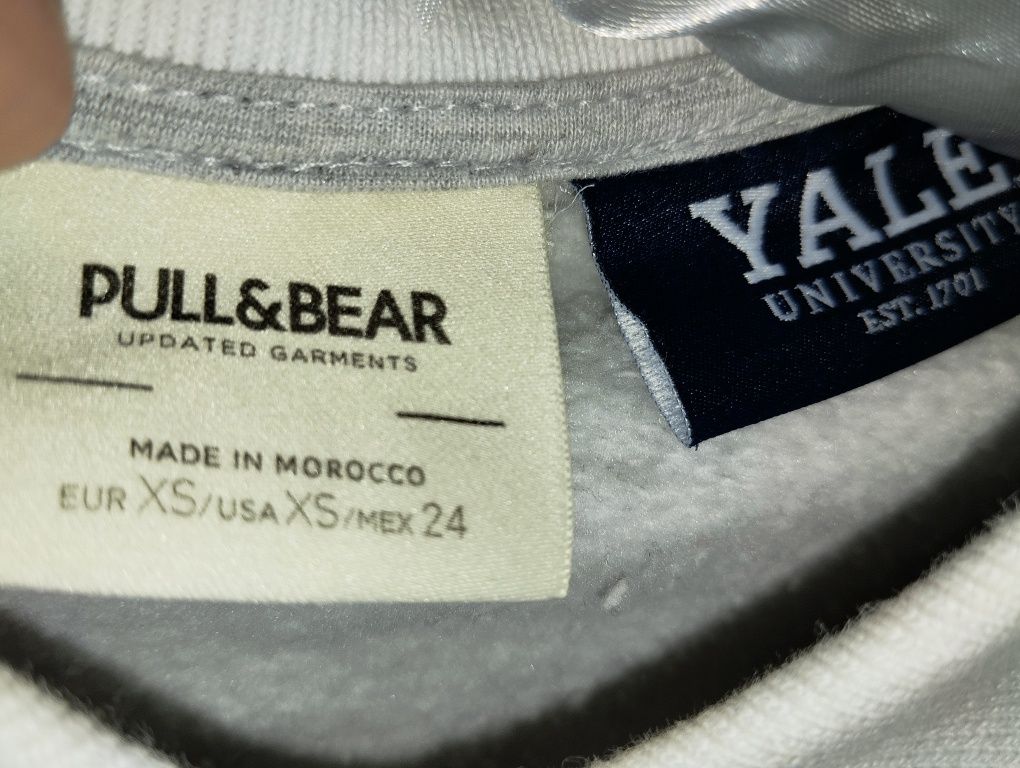 PULL&BEAR
UPDATED GARMENTS
MADE IN MOROCCO
EUR XS/USA XS/MEX 24
YALE
UNIVERSITY
EST. 1701